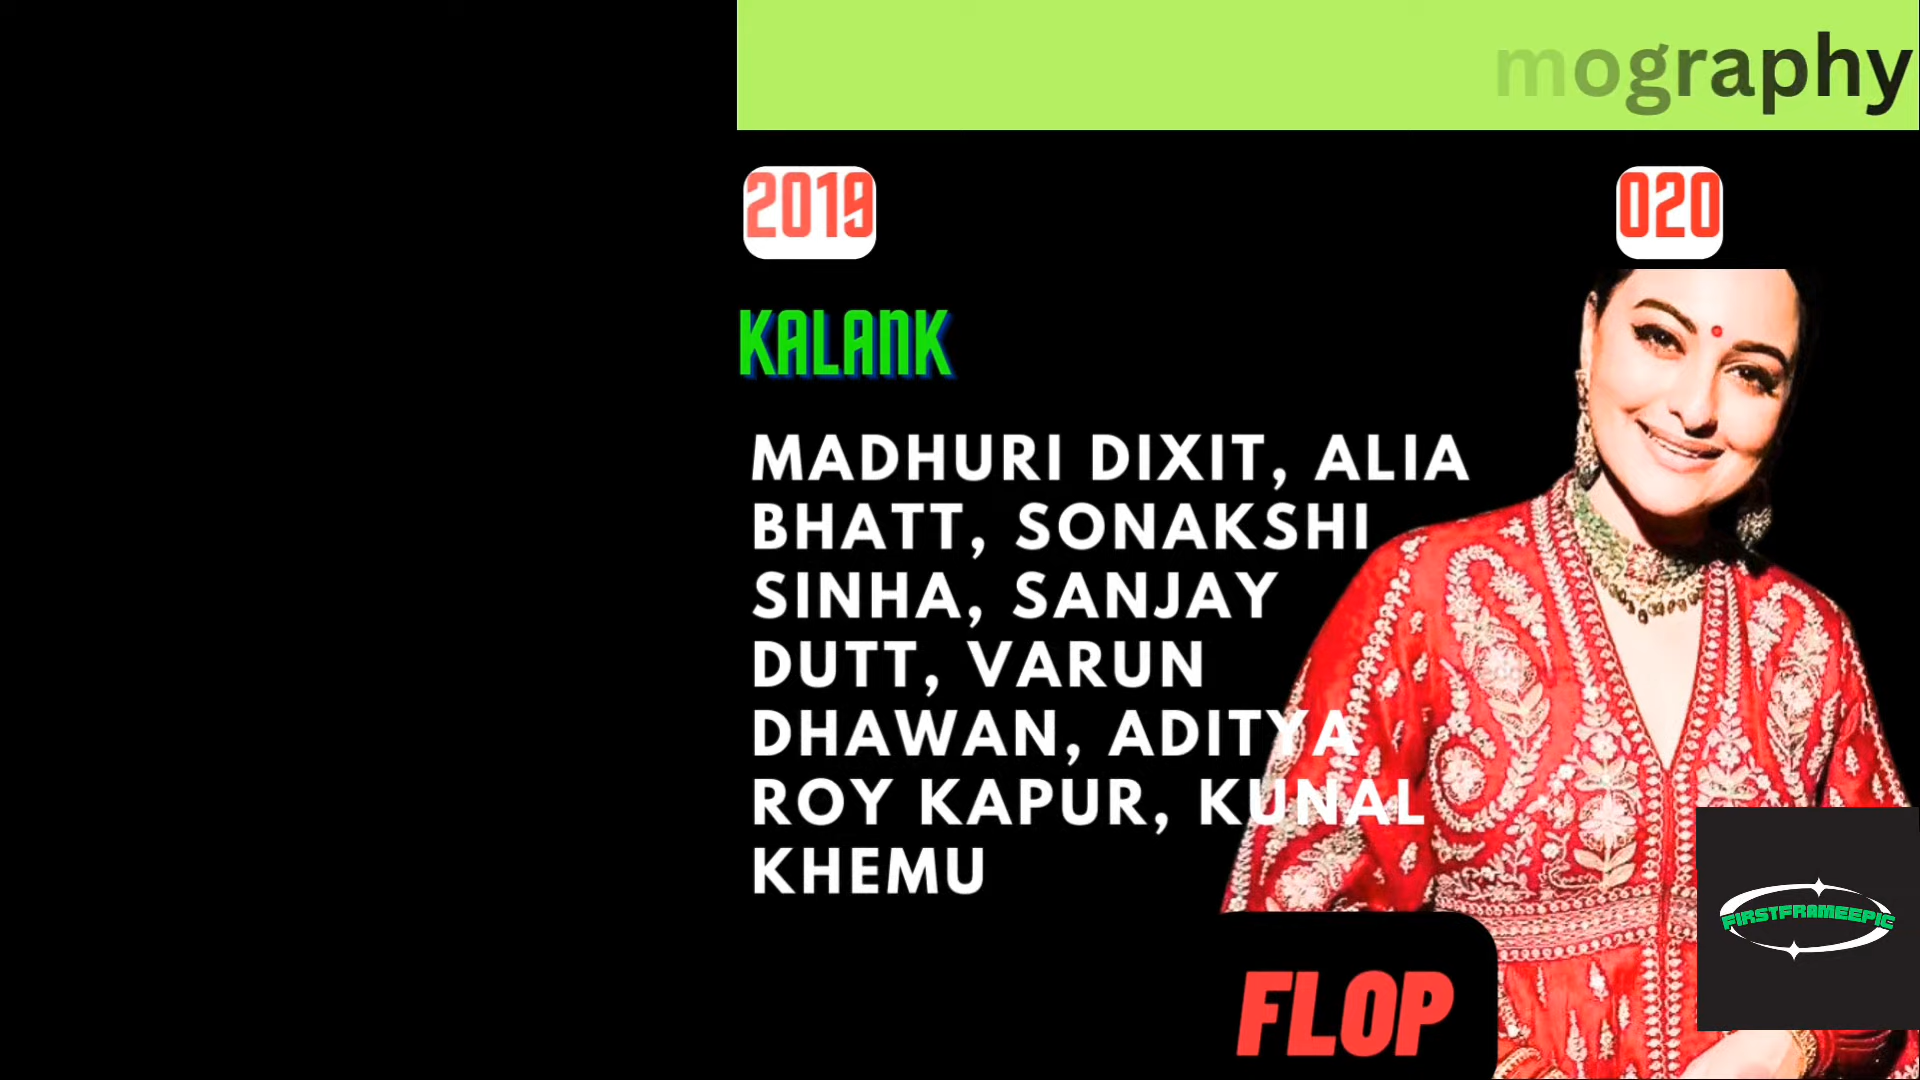 mography
2019
020
KALANK
MADHURI DIXIT, ALIA
BHATT, SONAKSHI
SINHA, SANJAY
DUTT, VARUN
DHAWAN, ADITYA
ROY KAPUR, KUNAL
KHEMU
FIRSTFRAMEEPIC
FLOP